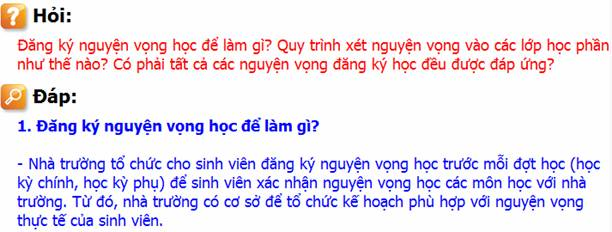 Hỏi:
Đăng ký nguyện vọng học để làm gì? Quy trình xét nguyện vọng vào các lớp học phần
như thế nào? Có phải tất cả các nguyện vọng đăng ký học đều được đáp ứng?
Đáp:
1. Đăng ký nguyện vọng học để làm gì?
- Nhà trường tổ chức cho sinh viên đăng ký nguyện vọng học trước mỗi đợt học (học
kỳ chính, học kỳ phụ) để sinh viên xác nhận nguyện vọng học các môn học với nhà
trường. Từ đó, nhà trường có cơ sở để tổ chức kế hoạch phù hợp với nguyện vọng
thực tế của sinh viên.